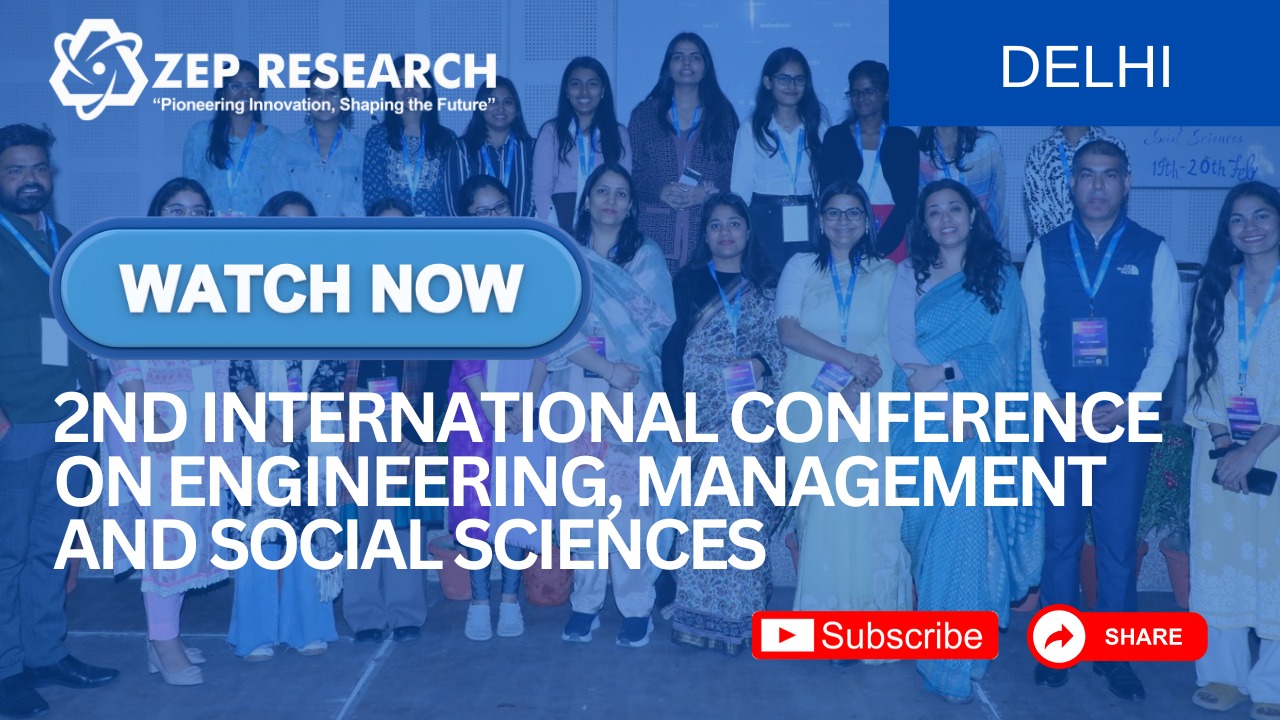 ZEP RESEARCH
“Pioneering Innovation, Shaping the Future”
DELHI
Social Sciences
19th-20th Feb
WATCH NOW
2ND INTERNATIONAL CONFERENCE
ON ENGINEERING, MANAGEMENT
AND SOCIAL SCIENCES
Subscribe
SHARE